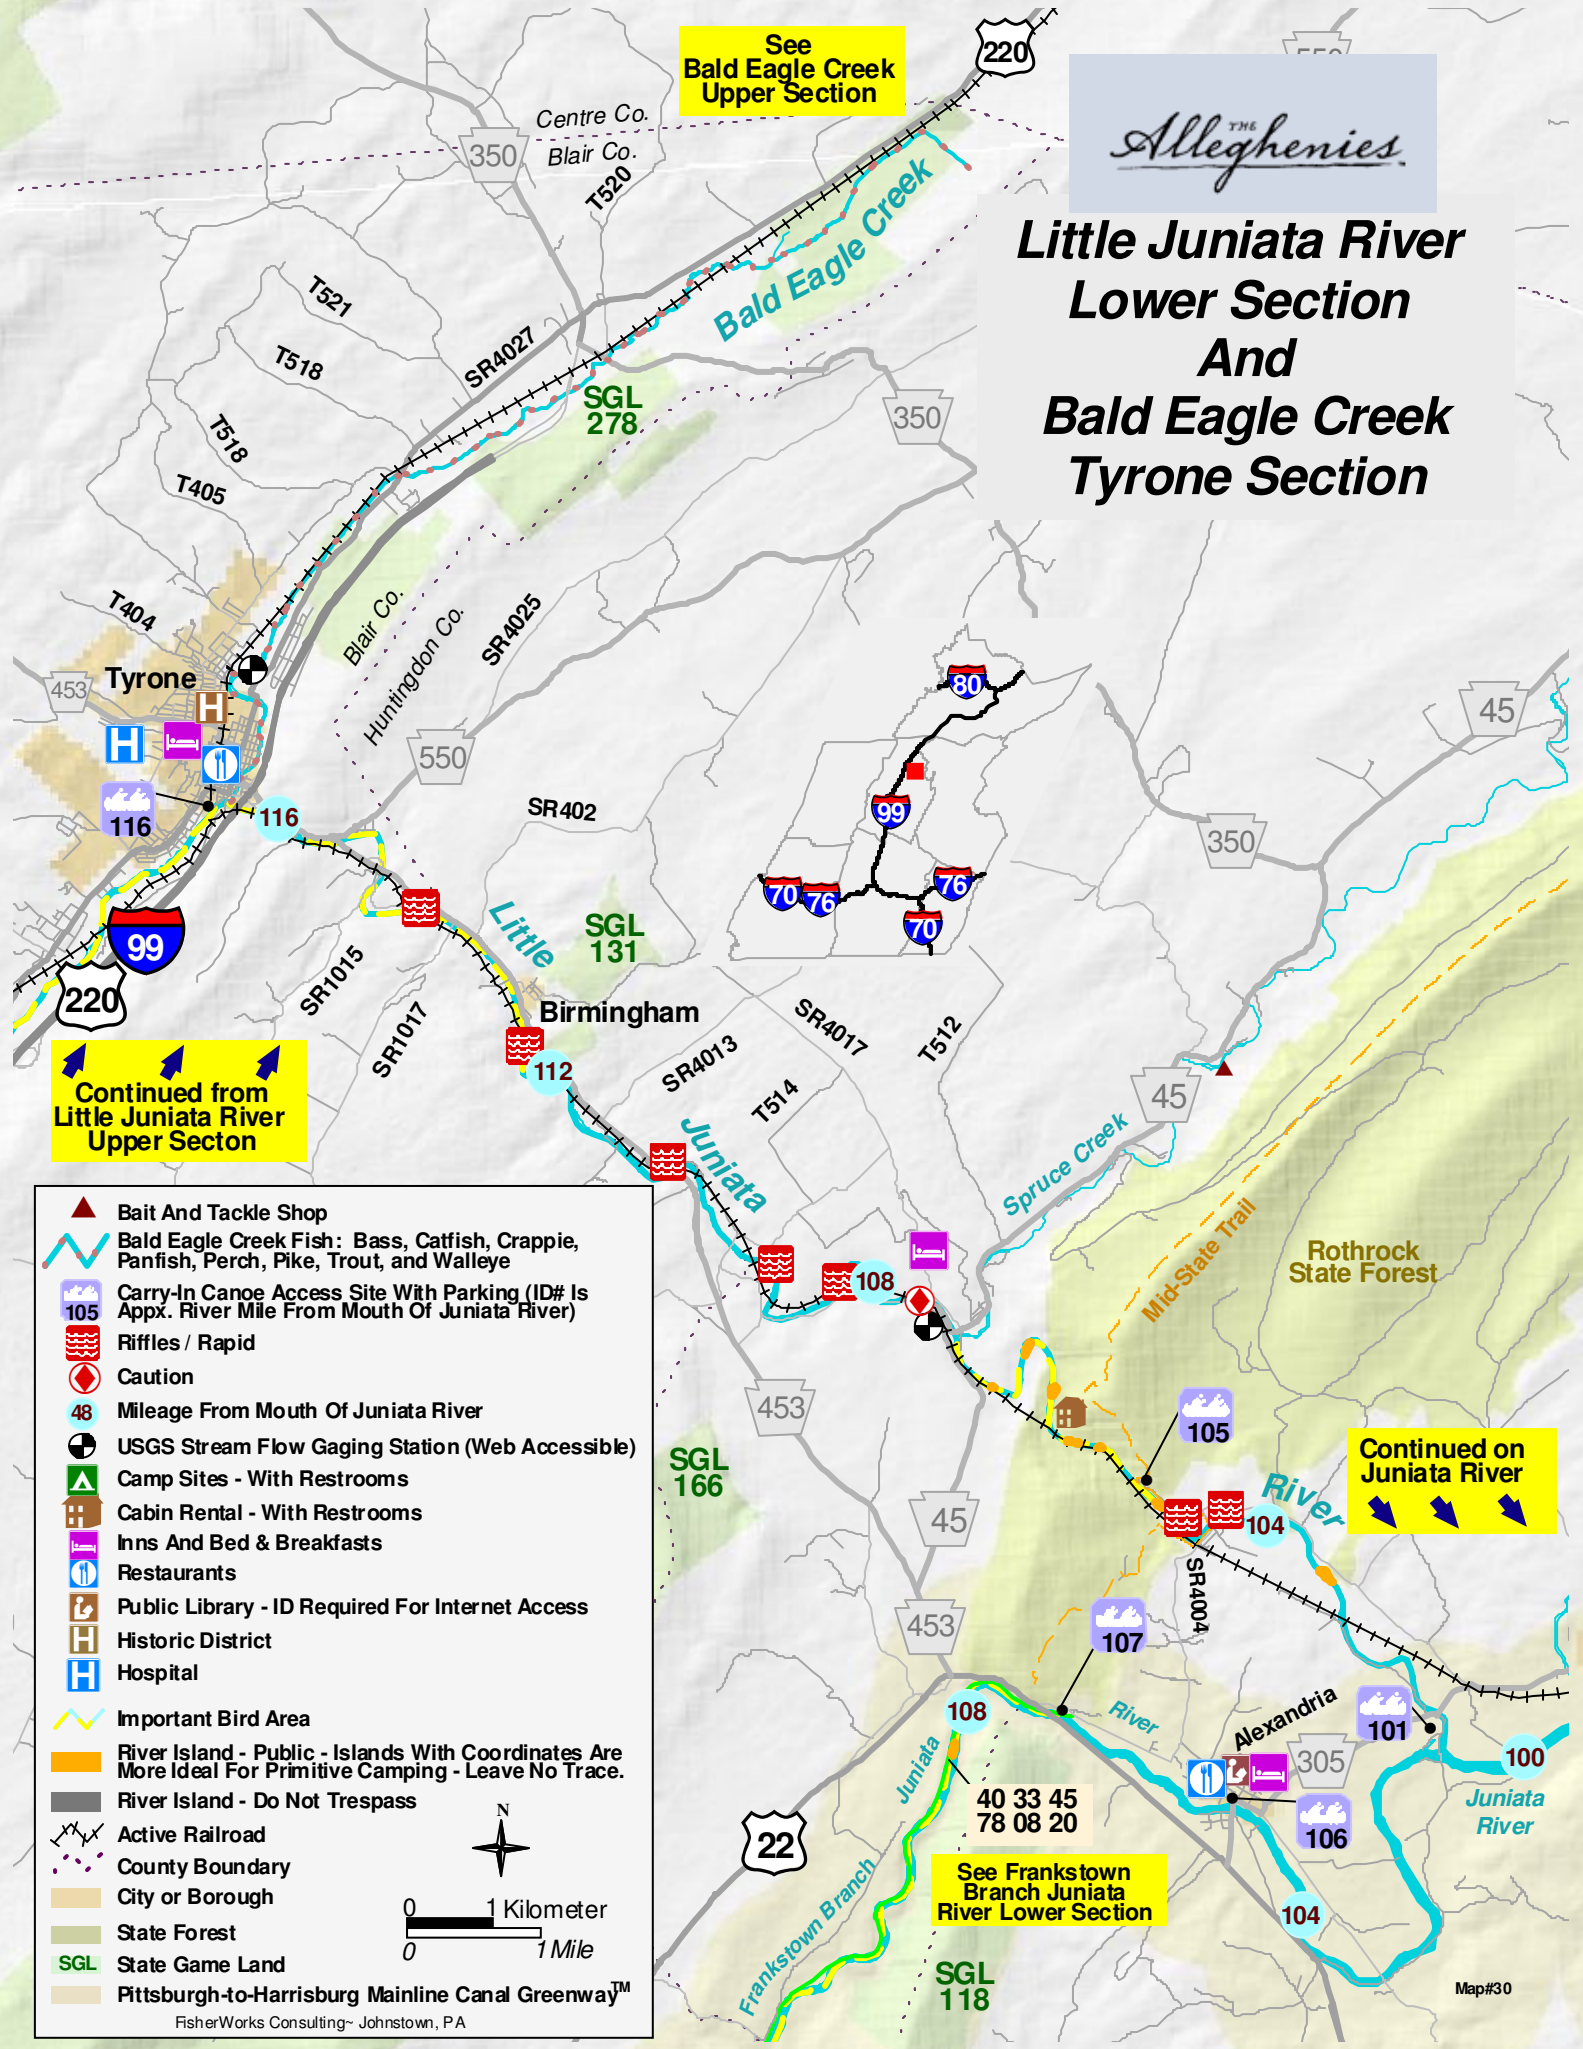 See
Bald Eagle Creek
Upper Section
220
THE
Alleghenies
Little Juniata River
Lower Section
And
Bald Eagle Creek
Tyrone Section
Centre Co.
Blair Co.
350
T520
Bald Eagle Creek
T521
T518
SR4027
SGL
278
350
T518
T405
T404
Blair Co.
Huntingdon Co.
SR4025
Tyrone
453
H
H
550
116
116
SR402
80
99
70
76
76
70
45
350
99
220
SR1015
SR1017
Little
SGL
131
Birmingham
112
SR4013
SR4017
T512
T514
Juniata
45
Spruce Creek
Continued from
Little Juniata River
Upper Secton
108
Mid-State Trail
Rothrock
State Forest
453
105
SGL
166
45
River
104
Continued on
Juniata River
SR4004
453
107
108
River
Alexandria
101
305
100
Juniata
River
106
Juniata
40 33 45
78 08 20
22
See Frankstown
Branch Juniata
River Lower Section
104
Frankstown Branch
SGL
118
Map#30
Bait And Tackle Shop
Bald Eagle Creek Fish: Bass, Catfish, Crappie,
Panfish, Perch, Pike, Trout, and Walleye
105
Carry-In Canoe Access Site With Parking (ID# Is
Appx. River Mile From Mouth Of Juniata River)
Riffles / Rapid
Caution
48
Mileage From Mouth Of Juniata River
USGS Stream Flow Gaging Station (Web Accessible)
Camp Sites - With Restrooms
Cabin Rental - With Restrooms
Inns And Bed & Breakfasts
Restaurants
Public Library - ID Required For Internet Access
H Historic District
H Hospital
Important Bird Area
River Island - Public - Islands With Coordinates Are
More Ideal For Primitive Camping - Leave No Trace.
River Island - Do Not Trespass
N
Active Railroad
County Boundary
City or Borough
0 1 Kilometer
State Forest
0 1 Mile
SGL State Game Land
Pittsburgh-to-Harrisburg Mainline Canal Greenway™
FisherWorks Consulting~ Johnstown, PA